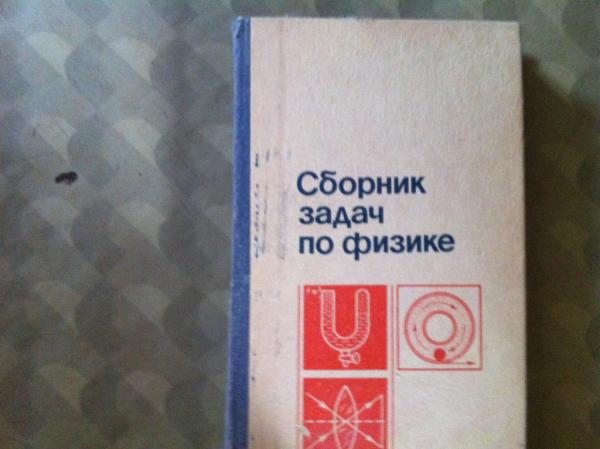 Сборник
задач
по физике